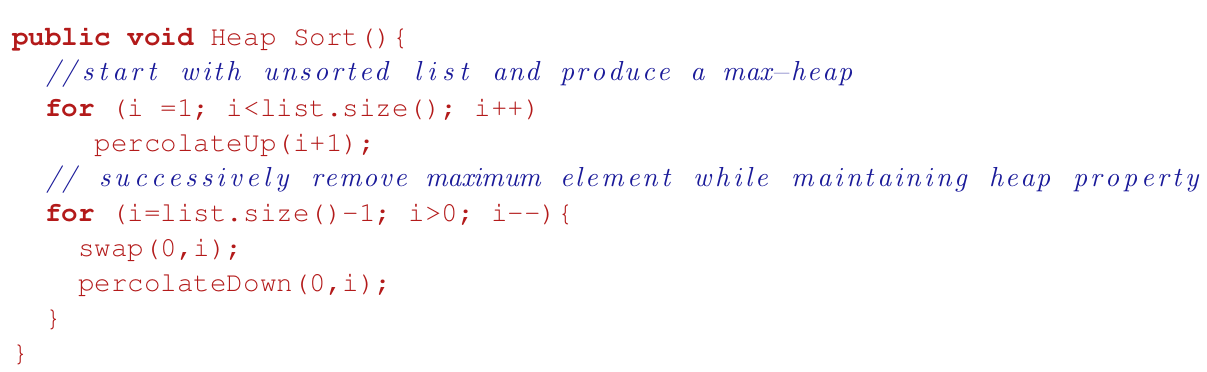 public void Heap Sort(){
//start with unsorted list and produce a max-heap
for (i =1; i<list.size(); i++)
percolateUp(i+1);
// successively remove maximum element while maintaining heap property
for (i=list.size()-1; i>0; i--){
swap(0,i);
percolateDown(0,i);
}
}